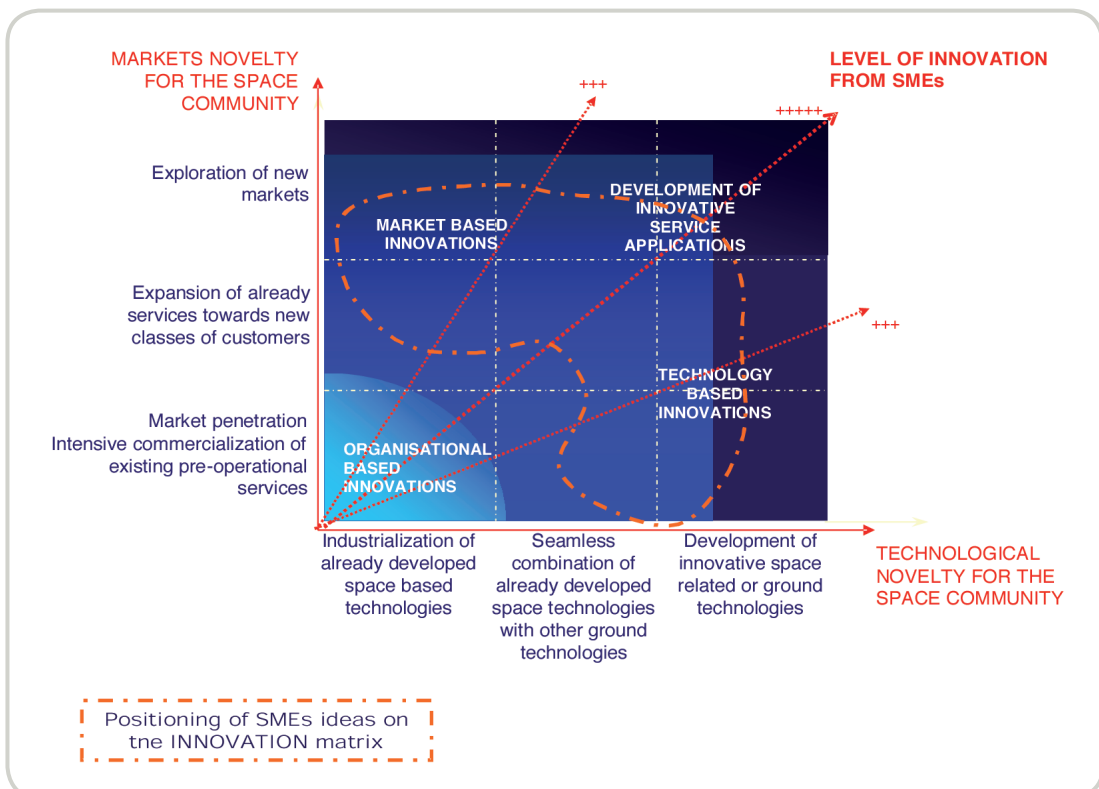 MARKETS NOVELTY
FOR THE SPACE
COMMUNITY
+++
LEVEL OF INNOVATION
FROM SMEs
+++++
Exploration of new
markets
DEVELOPMENT OF
INNOVATIVE
SERVICE
APPLICATIONS
MARKET BASED
INNOVATIONS
Expansion of already
services towards new
classes of customers
+++
TECHNOLOGY
BASED
INNOVATIONS
Market penetration
Intensive commercialization of
existing pre-operational
services
ORGANISATIONAL
BASED
INNOVATIONS
Industrialization of
already developed
space based
technologies
Seamless
combination of
already developed
space technologies
with other ground
technologies
Development of
innovative space
related or ground
technologies
TECHNOLOGICAL
NOVELTY FOR THE
SPACE COMMUNITY
Positioning of SMEs ideas on
tne INNOVATION matrix